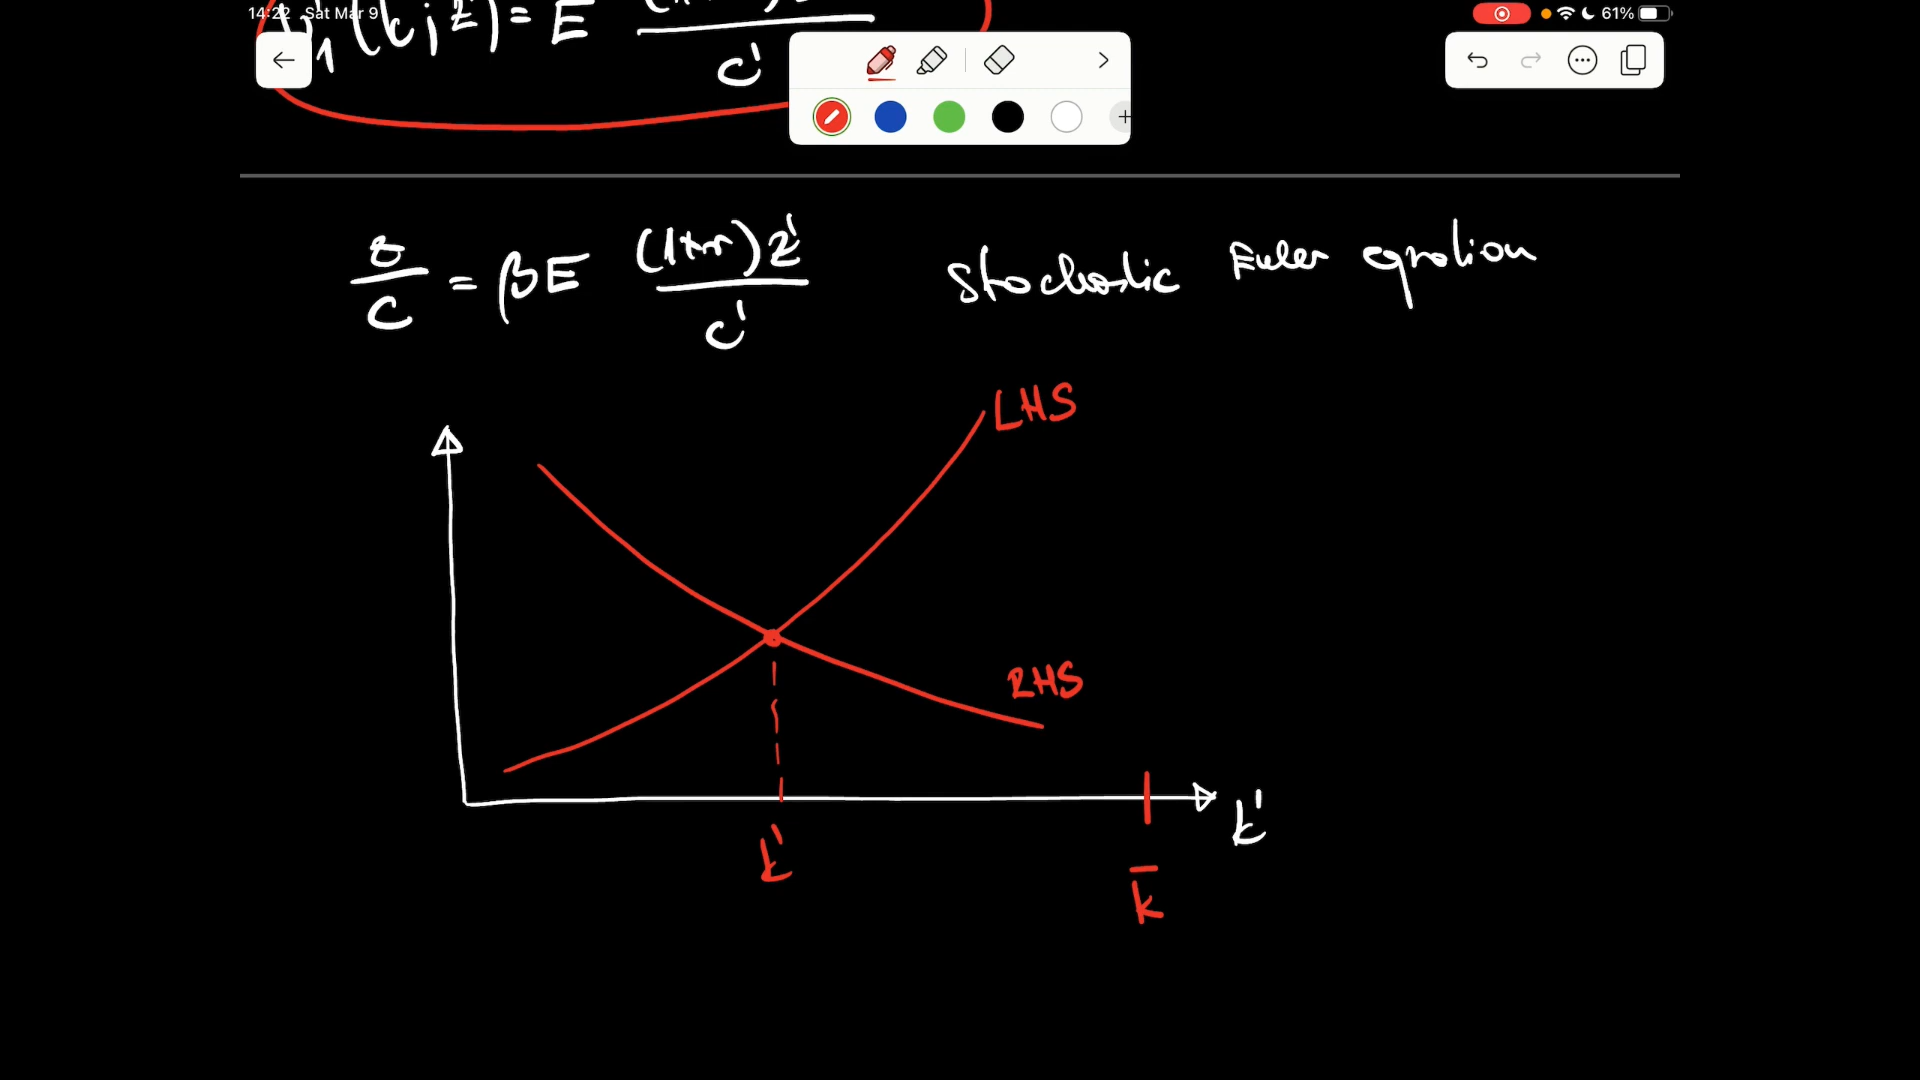 14:22 Sat Mar 9
61%
(k, z) = E
c'
z/c = βE (1+r)z'/c' Stochastic Euler equation
LHS
RHS
k'
k'
k̄